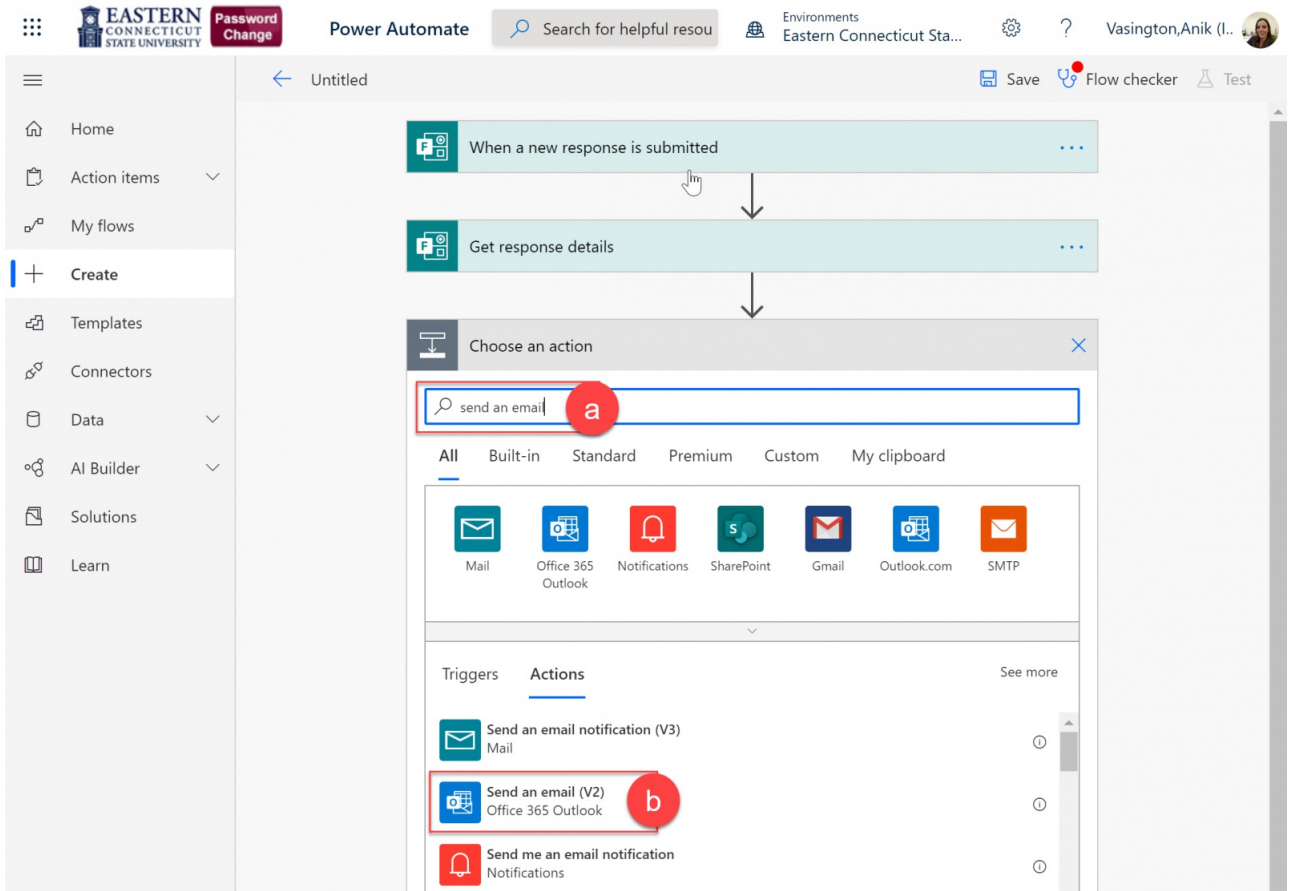 EASTERN
CONNECTICUT
STATE UNIVERSITY
Password
Change
Power Automate
Search for helpful resou
Environments
Eastern Connecticut Sta...
?
Vasington,Anik (I..
Untitled
Save
Flow checker
Test
Home
Action items
My flows
Create
Templates
Connectors
Data
AI Builder
Solutions
Learn
When a new response is submitted
Get response details
Choose an action
send an email
a
All Built-in Standard Premium Custom My clipboard
Mail
Office 365
Outlook
Notifications
SharePoint
Gmail
Outlook.com
SMTP
Triggers Actions See more
Send an email notification (V3)
Mail
Send an email (V2)
Office 365 Outlook
b
Send me an email notification
Notifications